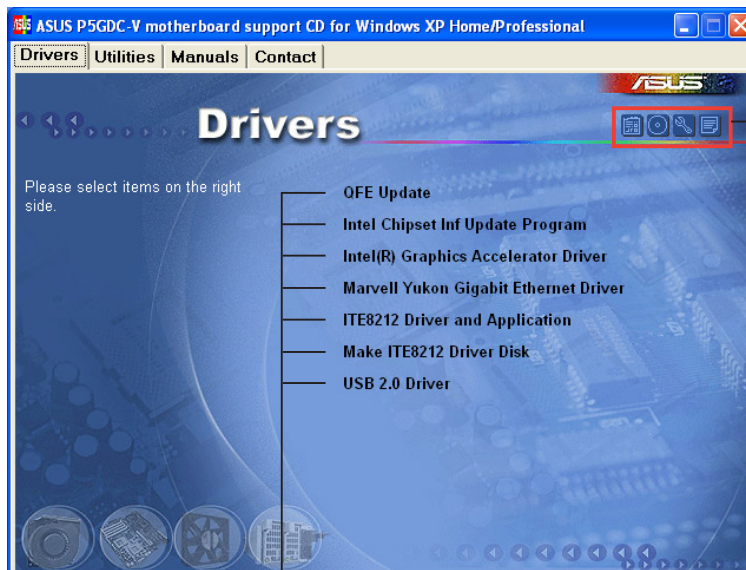 ASUS P5GDC-V motherboard support CD for Windows XP Home/Professional
Drivers Utilities Manuals Contact
ASUS
Drivers
Please select items on the right
side.
QFE Update
Intel Chipset Inf Update Program
Intel(R) Graphics Accelerator Driver
Marvell Yukon Gigabit Ethernet Driver
ITE8212 Driver and Application
Make ITE8212 Driver Disk
USB 2.0 Driver